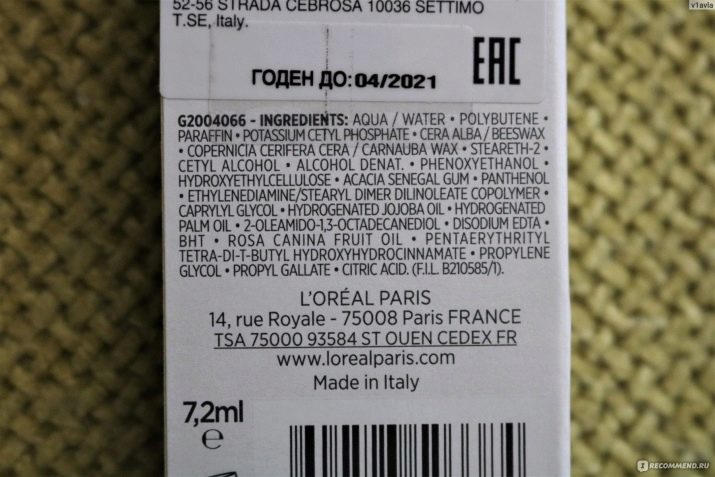 v1avia
52-56 STRADA CEBROSA 10036 SETTIMO
T.SE, Italy.
ГОДЕН ДО: 04/2021
EAC
G2004066 - INGREDIENTS: AQUA / WATER • POLYBUTENE •
PARAFFIN • POTASSIUM CETYL PHOSPHATE • CERA ALBA / BEESWAX
• COPERNICIA CERIFERA CERA / CARNAUBA WAX • STEARETH-2 •
CETYL ALCOHOL • ALCOHOL DENAT. • PHENOXYETHANOL •
HYDROXYETHYLCELLULOSE • ACACIA SENEGAL GUM • PANTHENOL
• ETHYLENEDIAMINE/STEARYL DIMER DILINOLEATE COPOLYMER •
CAPRYLYL GLYCOL • HYDROGENATED JOJOBA OIL • HYDROGENATED
PALM OIL • 2-OLEAMIDO-1,3-OCTADECANEDIOL • DISODIUM EDTA •
BHT • ROSA CANINA FRUIT OIL • PENTAERYTHRITYL
TETRA-DI-T-BUTYL HYDROXYHYDROCINNAMATE • PROPYLENE
GLYCOL • PROPYL GALLATE • CITRIC ACID. (F.I.L. B210585/1).
L'ORÉAL PARIS
14, rue Royale - 75008 Paris FRANCE
TSA 75000 93584 ST OUEN CEDEX FR
www.lorealparis.com
Made in Italy
7,2ml
e
I RECOMMEND.RU